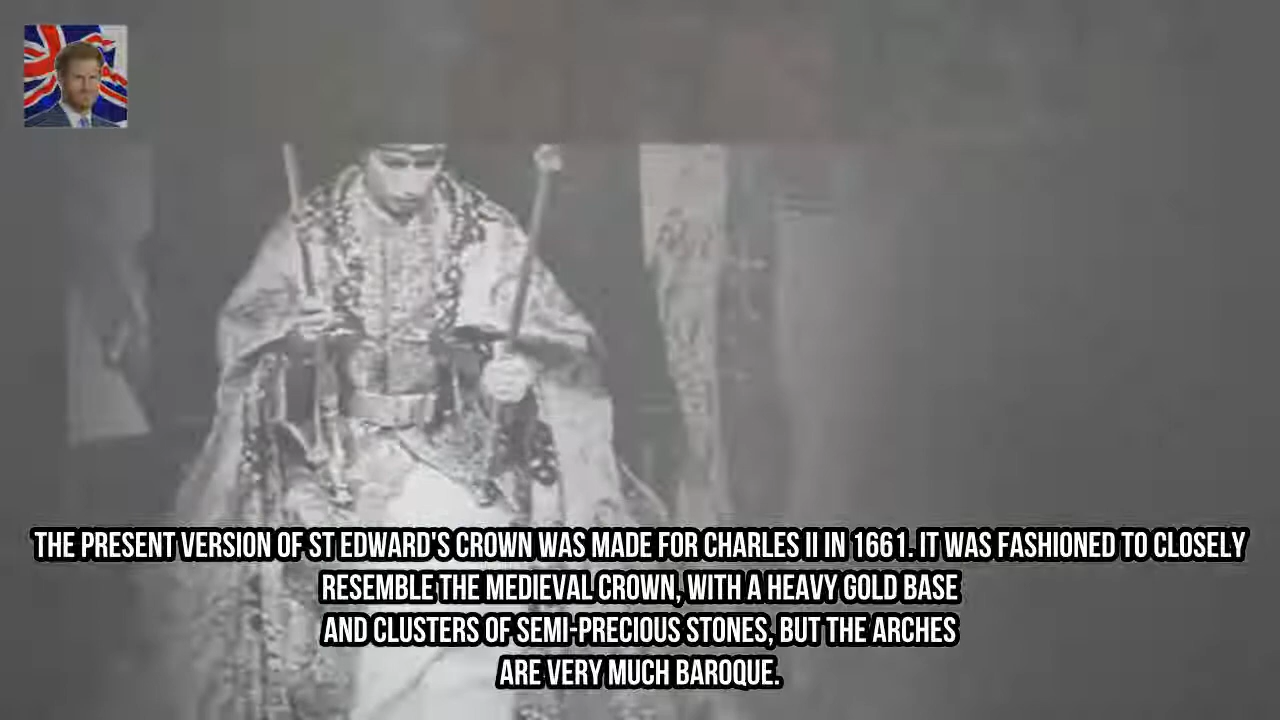 THE PRESENT VERSION OF ST EDWARD'S CROWN WAS MADE FOR CHARLES II IN 1661. IT WAS FASHIONED TO CLOSELY
RESEMBLE THE MEDIEVAL CROWN, WITH A HEAVY GOLD BASE
AND CLUSTERS OF SEMI-PRECIOUS STONES, BUT THE ARCHES
ARE VERY MUCH BAROQUE.